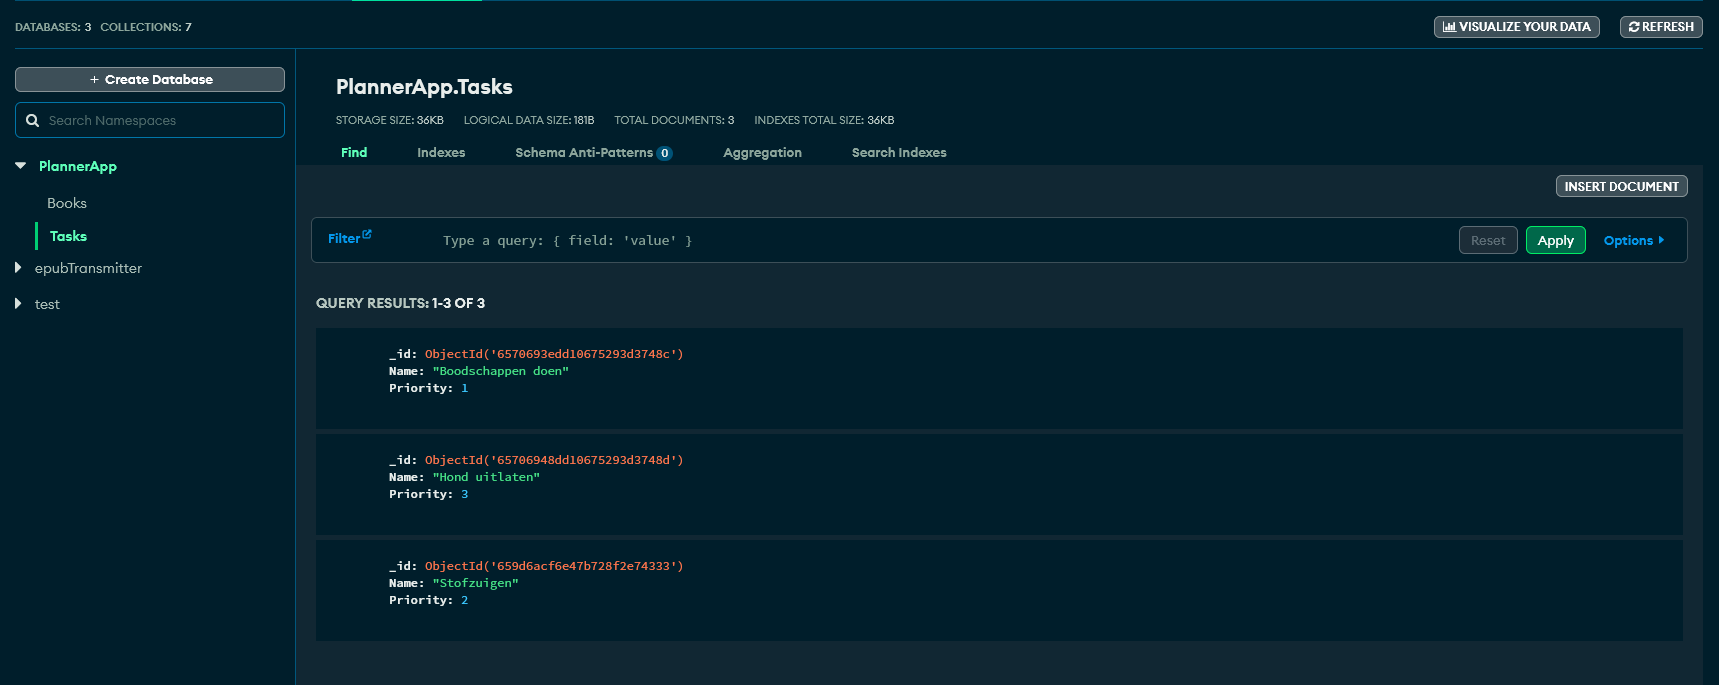 DATABASES: 3 COLLECTIONS: 7
VISUALIZE YOUR DATA
REFRESH
+ Create Database
Search Namespaces
PlannerApp
Books
Tasks
epubTransmitter
test
PlannerApp.Tasks
STORAGE SIZE: 36KB LOGICAL DATA SIZE: 181B TOTAL DOCUMENTS: 3 INDEXES TOTAL SIZE: 36KB
Find Indexes Schema Anti-Patterns 0 Aggregation Search Indexes
INSERT DOCUMENT
Filter Type a query: { field: 'value' } Reset Apply Options
QUERY RESULTS: 1-3 OF 3
_id: ObjectId('6570693edd10675293d3748c')
Name: "Boodschappen doen"
Priority: 1
_id: ObjectId('65706948dd10675293d3748d')
Name: "Hond uitlaten"
Priority: 3
_id: ObjectId('659d6acf6e47b728f2e74333')
Name: "Stofzuigen"
Priority: 2